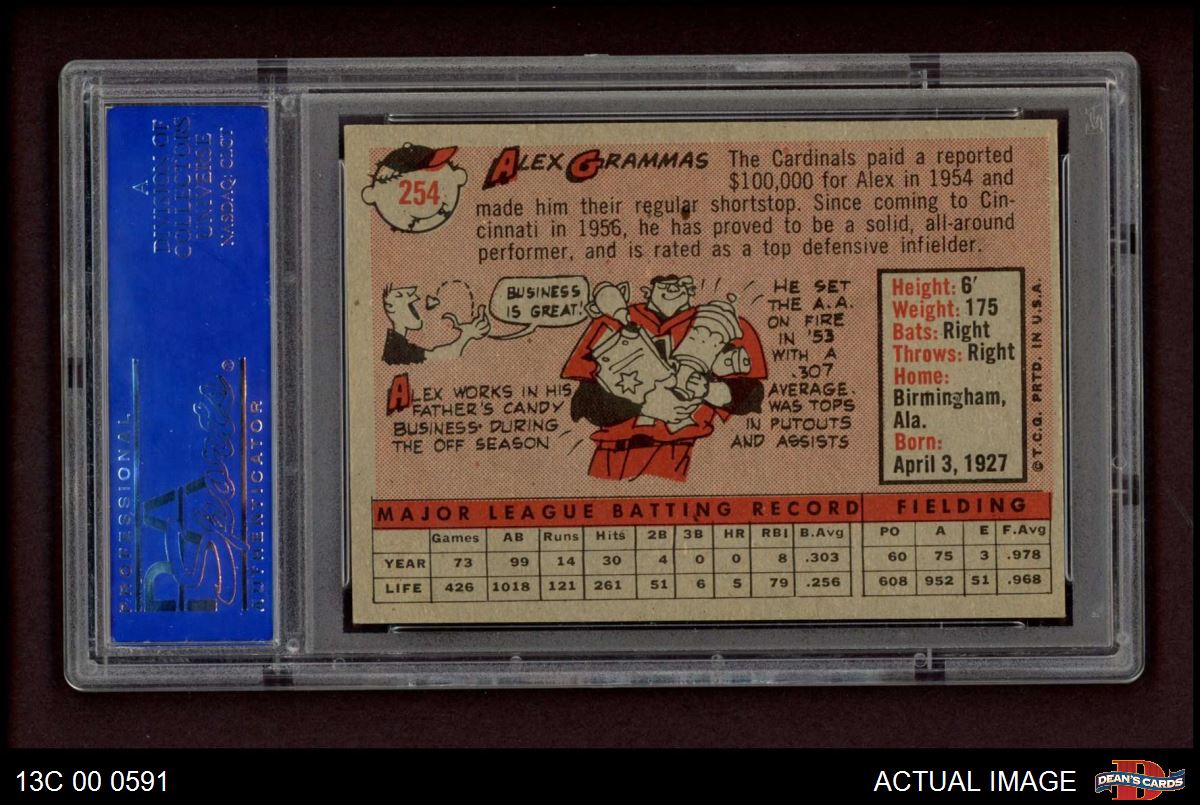 A
DIVISION OF
COLLECTORS
UNIVERSE
NASDAQ: CLCT
PROFESSIONAL
PSA
Sports®
AUTHENTICATOR
254
ALEX GRAMMAS
The Cardinals paid a reported
$100,000 for Alex in 1954 and
made him their regular shortstop. Since coming to Cin-
cinnati in 1956, he has proved to be a solid, all-around
performer, and is rated as a top defensive infielder.
BUSINESS
IS GREAT!
ALEX WORKS IN HIS
FATHER'S CANDY
BUSINESS DURING
THE OFF SEASON
HE SET
THE A.A.
ON FIRE
IN '53
WITH A
.307
AVERAGE.
WAS TOPS
IN PUTOUTS
AND ASSISTS
Height: 6'
Weight: 175
Bats: Right
Throws: Right
Home:
Birmingham,
Ala.
Born:
April 3, 1927
© T.C.G. PRTD. IN U.S.A.
MAJOR LEAGUE BATTING RECORD FIELDING
Games AB Runs Hits 2B 3B HR RBI B.Avg PO A E F.Avg
YEAR 73 99 14 30 4 0 0 8 .303 60 75 3 .978
LIFE 426 1018 121 261 51 6 5 79 .256 608 952 51 .968
13C 00 0591
ACTUAL IMAGE
DEAN'S CARDS